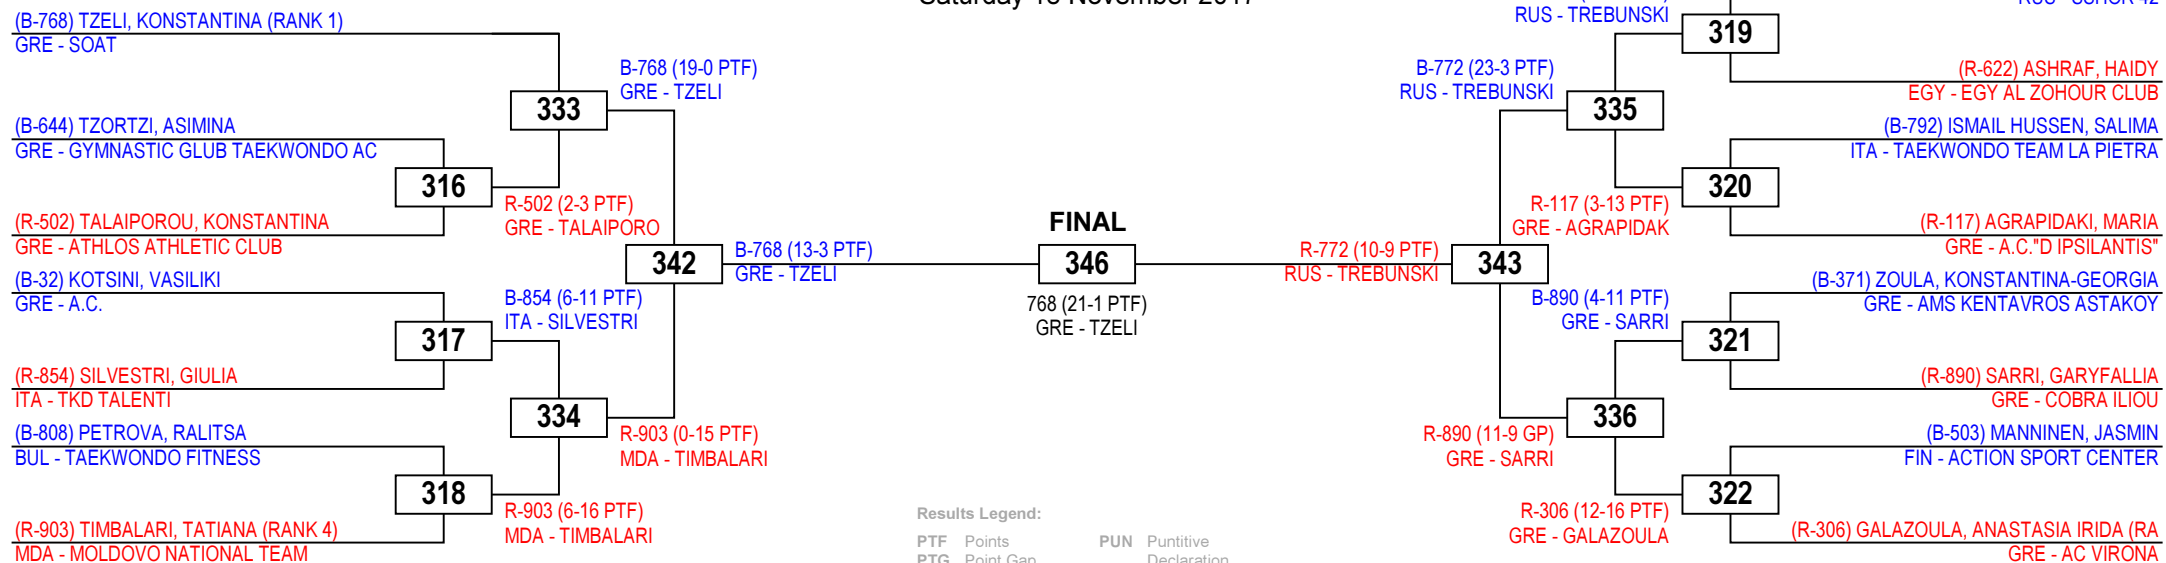 (B-768) TZELI, KONSTANTINA (RANK 1)
GRE - SOAT
B-768 (19-0 PTF)
GRE - TZELI
333
(B-644) TZORTZI, ASIMINA
GRE - GYMNASTIC GLUB TAEKWONDO AC
316
R-502 (2-3 PTF)
GRE - TALAIPORO
(R-502) TALAIPOROU, KONSTANTINA
GRE - ATHLOS ATHLETIC CLUB
342
B-768 (13-3 PTF)
GRE - TZELI
(B-32) KOTSINI, VASILIKI
GRE - A.C.
B-854 (6-11 PTF)
ITA - SILVESTRI
317
(R-854) SILVESTRI, GIULIA
ITA - TKD TALENTI
334
R-903 (0-15 PTF)
MDA - TIMBALARI
(B-808) PETROVA, RALITSA
BUL - TAEKWONDO FITNESS
318
R-903 (6-16 PTF)
MDA - TIMBALARI
(R-903) TIMBALARI, TATIANA (RANK 4)
MDA - MOLDOVO NATIONAL TEAM
FINAL
346
768 (21-1 PTF)
GRE - TZELI
Results Legend:
PTF Points PUN Puntitive
PTG Point Gap Declaration
RUS - TREBUNSKI
319
B-772 (23-3 PTF)
RUS - TREBUNSKI
(R-622) ASHRAF, HAIDY
EGY - EGY AL ZOHOUR CLUB
335
(B-792) ISMAIL HUSSEN, SALIMA
ITA - TAEKWONDO TEAM LA PIETRA
320
R-117 (3-13 PTF)
GRE - AGRAPIDAK
(R-117) AGRAPIDAKI, MARIA
GRE - A.C."D IPSILANTIS"
R-772 (10-9 PTF)
RUS - TREBUNSKI
343
(B-371) ZOULA, KONSTANTINA-GEORGIA
GRE - AMS KENTAVROS ASTAKOY
B-890 (4-11 PTF)
GRE - SARRI
321
(R-890) SARRI, GARYFALLIA
GRE - COBRA ILIOU
336
R-890 (11-9 GP)
GRE - SARRI
(B-503) MANNINEN, JASMIN
FIN - ACTION SPORT CENTER
322
R-306 (12-16 PTF)
GRE - GALAZOULA
(R-306) GALAZOULA, ANASTASIA IRIDA (RA
GRE - AC VIRONA